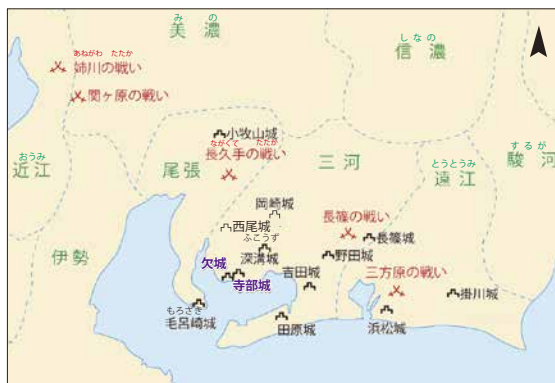 みの
美濃
しなの
信濃
あねがわ たたか
姉川の戦い
関ヶ原の戦い
小牧山城
ながくて たたか
長久手の戦い
おうみ
近江
尾張
三河
とうとうみ
遠江
するが
駿河
岡崎城
西尾城
ふこうず
深溝城
長篠の戦い
長篠城
野田城
伊勢
欠城
寺部城
吉田城
三方原の戦い
掛川城
もろざき
毛呂崎城
田原城
浜松城